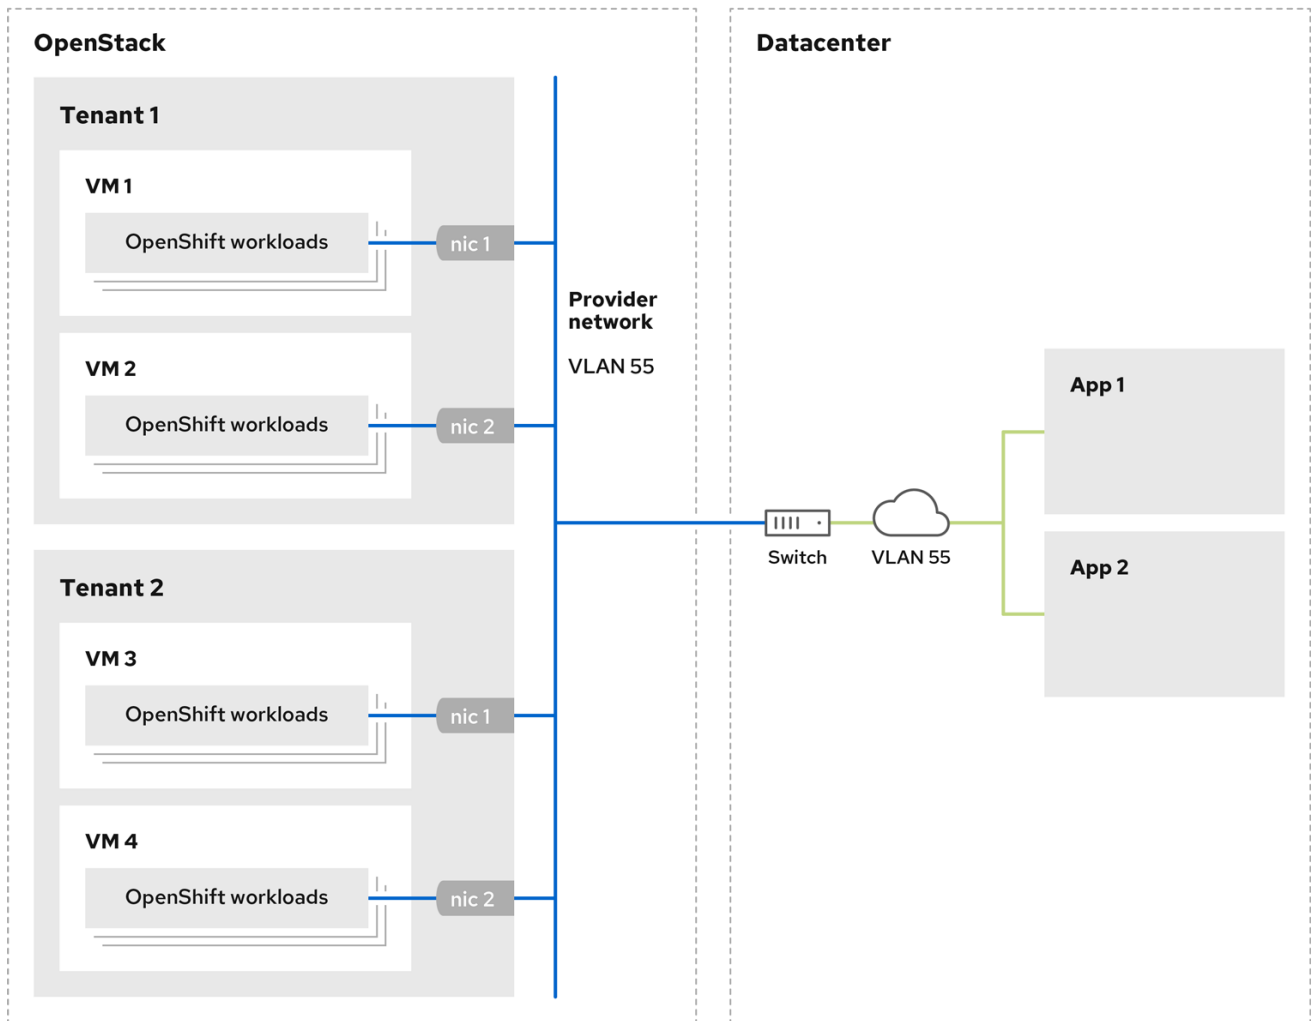 OpenStack
Tenant 1
VM 1
OpenShift workloads
nic 1
VM 2
OpenShift workloads
nic 2
Tenant 2
VM 3
OpenShift workloads
nic 1
VM 4
OpenShift workloads
nic 2
Provider
network
VLAN 55
Datacenter
Switch
VLAN 55
App 1
App 2